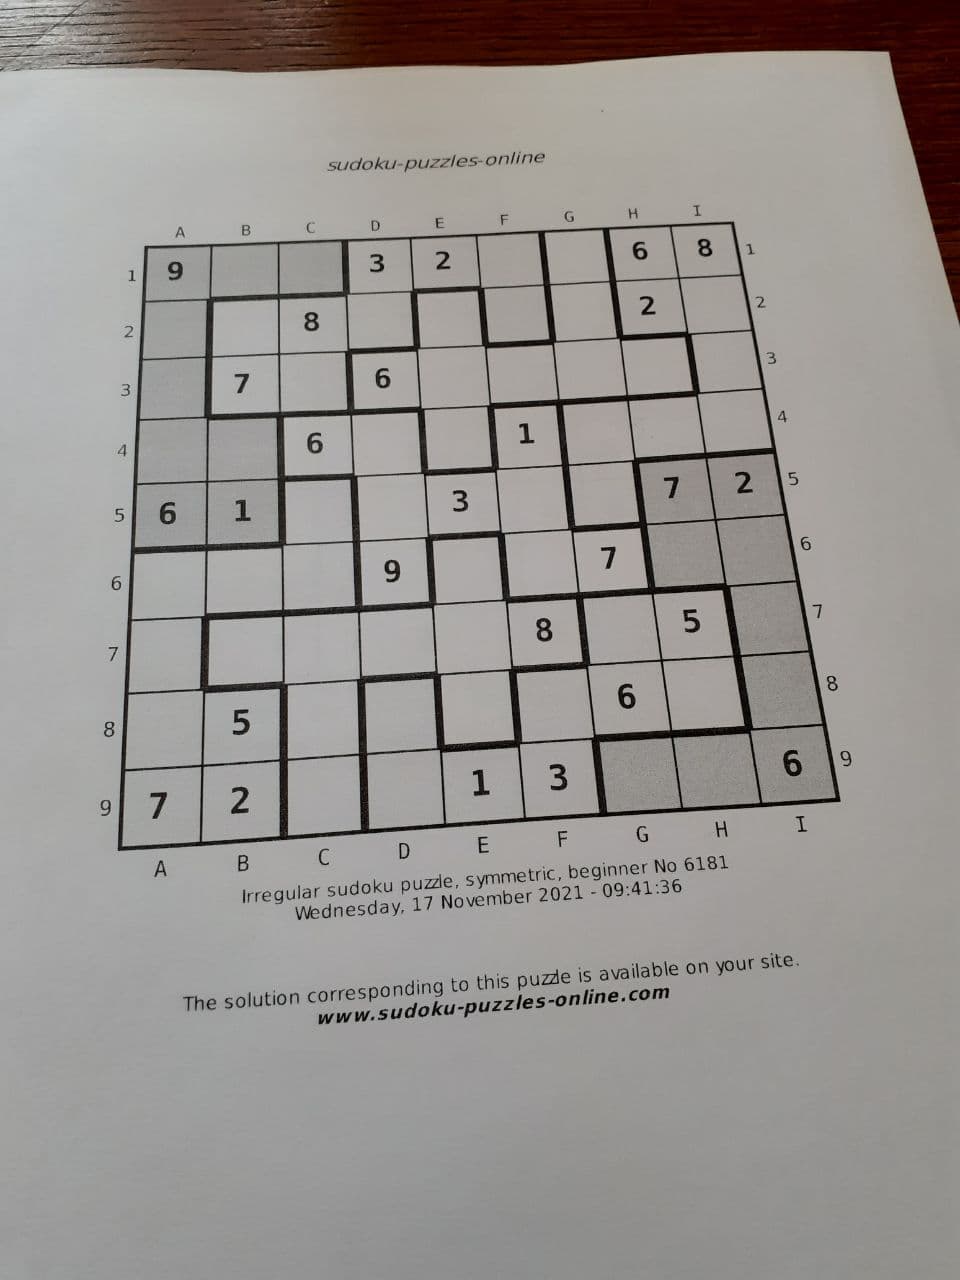 sudoku-puzzles-online
A B C D E F G H I
1 9 3 2 6 8 1
2 8 2 2
3 7 6 3
4 6 1 4
5 6 1 3 7 2 5
6 9 7 6
7 8 5 7
8 5 6 8
9 7 2 1 3 6 9
A B C D E F G H I
Irregular sudoku puzzle, symmetric, beginner No 6181
Wednesday, 17 November 2021 - 09:41:36
The solution corresponding to this puzzle is available on your site.
www.sudoku-puzzles-online.com